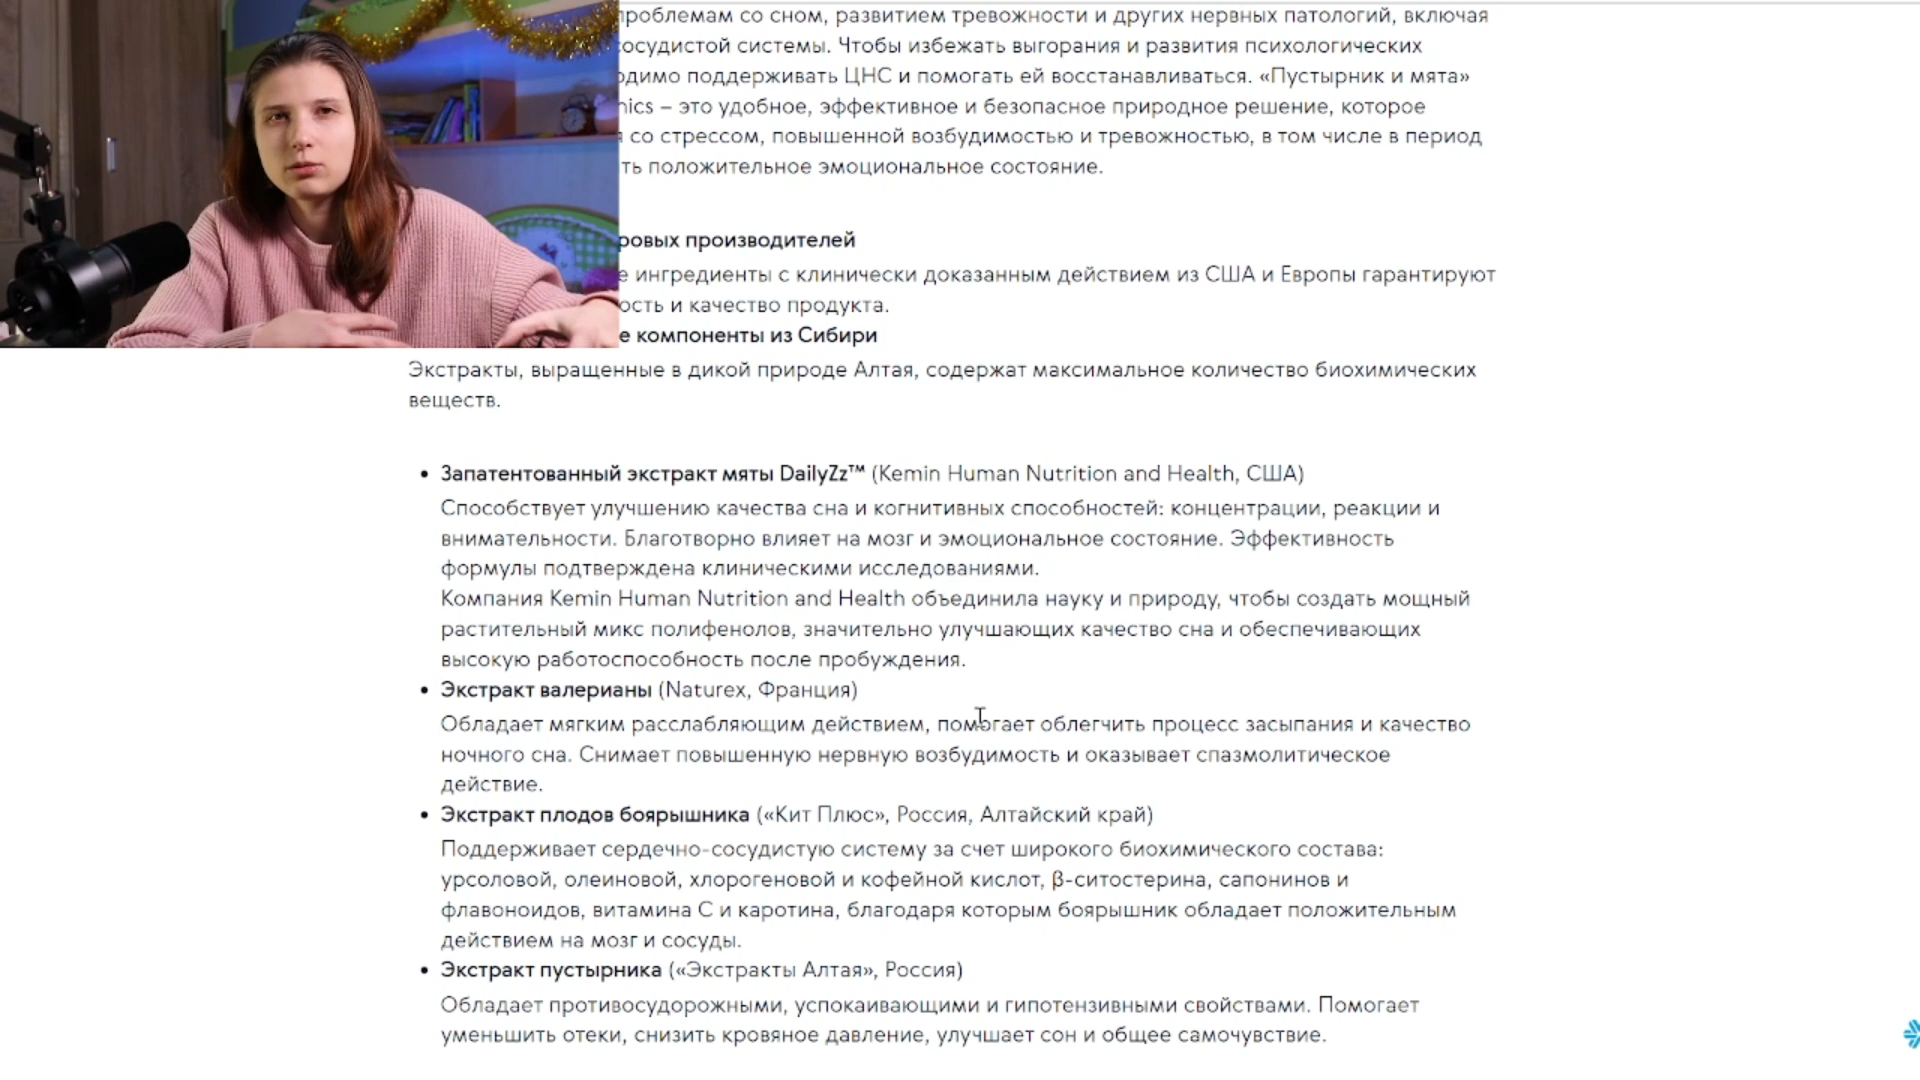 проблемам со сном, развитием тревожности и других нервных патологий, включая
сосудистой системы. Чтобы избежать выгорания и развития психологических
поддерживать ЦНС и помогать ей восстанавливаться. «Пустырник и мята»
– это удобное, эффективное и безопасное природное решение, которое
со стрессом, повышенной возбудимостью и тревожностью, в том числе в период
положительное эмоциональное состояние.
производителей
ингредиенты с клинически доказанным действием из США и Европы гарантируют
и качество продукта.
компоненты из Сибири
Экстракты, выращенные в дикой природе Алтая, содержат максимальное количество биохимических
веществ.
• Запатентованный экстракт мяты DailyZz™ (Kemin Human Nutrition and Health, США)
Способствует улучшению качества сна и когнитивных способностей: концентрации, реакции и
внимательности. Благотворно влияет на мозг и эмоциональное состояние. Эффективность
формулы подтверждена клиническими исследованиями.
Компания Kemin Human Nutrition and Health объединила науку и природу, чтобы создать мощный
растительный микс полифенолов, значительно улучшающих качество сна и обеспечивающих
высокую работоспособность после пробуждения.
• Экстракт валерианы (Naturex, Франция)
Обладает мягким расслабляющим действием, помогает облегчить процесс засыпания и качество
ночного сна. Снимает повышенную нервную возбудимость и оказывает спазмолитическое
действие.
• Экстракт плодов боярышника («Кит Плюс», Россия, Алтайский край)
Поддерживает сердечно-сосудистую систему за счет широкого биохимического состава:
урсоловой, олеиновой, хлорогеновой и кофейной кислот, β-ситостерина, сапонинов и
флавоноидов, витамина С и каротина, благодаря которым боярышник обладает положительным
действием на мозг и сосуды.
• Экстракт пустырника («Экстракты Алтая», Россия)
Обладает противосудорожными, успокаивающими и гипотензивными свойствами. Помогает
уменьшить отеки, снизить кровяное давление, улучшает сон и общее самочувствие.